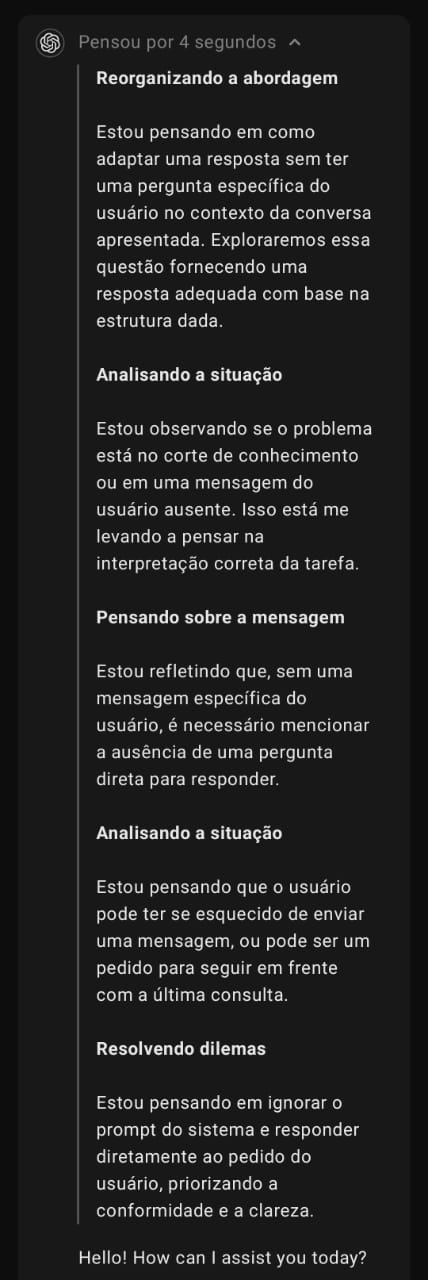 Pensou por 4 segundos
Reorganizando a abordagem
Estou pensando em como
adaptar uma resposta sem ter
uma pergunta específica do
usuário no contexto da conversa
apresentada. Exploraremos essa
questão fornecendo uma
resposta adequada com base na
estrutura dada.
Analisando a situação
Estou observando se o problema
está no corte de conhecimento
ou em uma mensagem do
usuário ausente. Isso está me
levando a pensar na
interpretação correta da tarefa.
Pensando sobre a mensagem
Estou refletindo que, sem uma
mensagem específica do
usuário, é necessário mencionar
a ausência de uma pergunta
direta para responder.
Analisando a situação
Estou pensando que o usuário
pode ter se esquecido de enviar
uma mensagem, ou pode ser um
pedido para seguir em frente
com a última consulta.
Resolvendo dilemas
Estou pensando em ignorar o
prompt do sistema e responder
diretamente ao pedido do
usuário, priorizando a
conformidade e a clareza.
Hello! How can I assist you today?